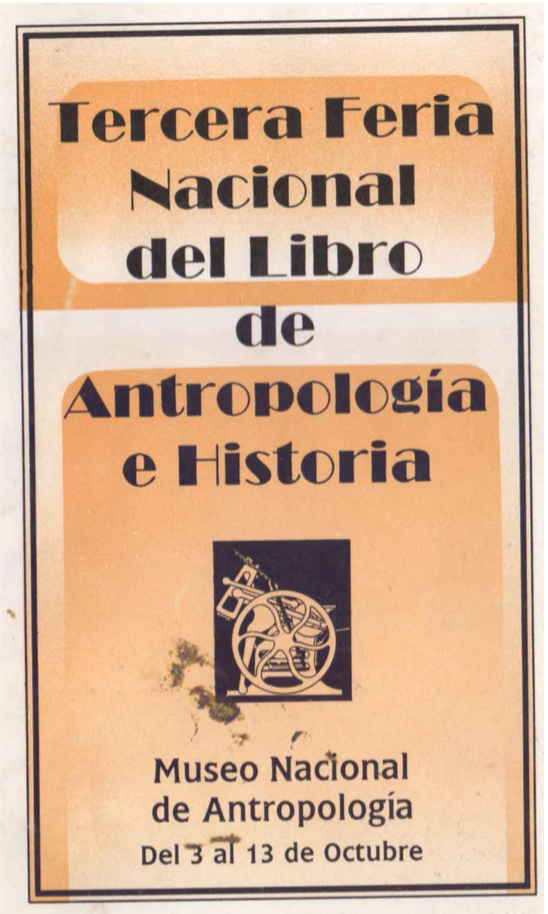 Tercera Feria
Nacional
del Libro
de
Antropología
e Historia
Museo Nacional
de Antropología
Del 3 al 13 de Octubre